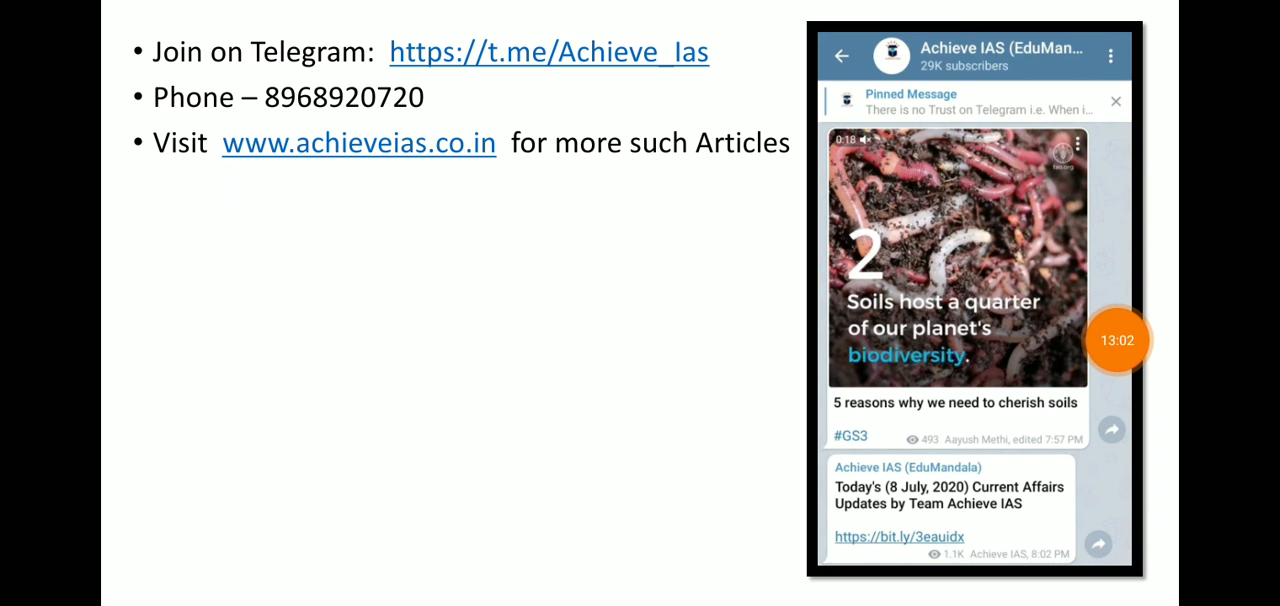 • Join on Telegram: https://t.me/Achieve_Ias
• Phone – 8968920720
• Visit www.achieveias.co.in for more such Articles
Achieve IAS (EduMan...
29K subscribers
Pinned Message
There is no Trust on Telegram i.e. When i...
0:18
fao.org
2
Soils host a quarter
of our planet's
biodiversity.
5 reasons why we need to cherish soils
#GS3
493 Aayush Methi, edited 7:57 PM
Achieve IAS (EduMandala)
Today's (8 July, 2020) Current Affairs
Updates by Team Achieve IAS
https://bit.ly/3eauidx
1.1K Achieve IAS, 8:02 PM
13:02